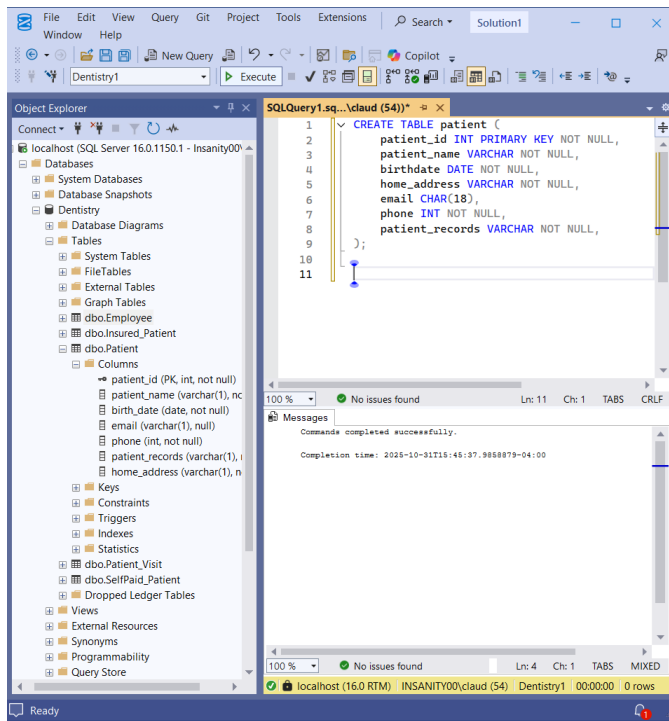 File Edit View Query Git Project Tools Extensions Search Solution1
Window Help
New Query Copilot
Dentistry1 Execute
Object Explorer
Connect
localhost (SQL Server 16.0.1150.1 - Insanity00\
Databases
System Databases
Database Snapshots
Dentistry
Database Diagrams
Tables
System Tables
FileTables
External Tables
Graph Tables
dbo.Employee
dbo.Insured_Patient
dbo.Patient
Columns
patient_id (PK, int, not null)
patient_name (varchar(1), no
birth_date (date, not null)
email (varchar(1), null)
phone (int, not null)
patient_records (varchar(1),
home_address (varchar(1), n
Keys
Constraints
Triggers
Indexes
Statistics
dbo.Patient_Visit
dbo.SelfPaid_Patient
Dropped Ledger Tables
Views
External Resources
Synonyms
Programmability
Query Store
SQLQuery1.sq...\claud (54))*
1 CREATE TABLE patient (
2 patient_id INT PRIMARY KEY NOT NULL,
3 patient_name VARCHAR NOT NULL,
4 birthdate DATE NOT NULL,
5 home_address VARCHAR NOT NULL,
6 email CHAR(18),
7 phone INT NOT NULL,
8 patient_records VARCHAR NOT NULL,
9 );
10
11
100 % No issues found Ln: 11 Ch: 1 TABS CRLF
Messages
Commands completed successfully.
Completion time: 2025-10-31T15:45:37.9858879-04:00
100 % No issues found Ln: 4 Ch: 1 TABS MIXED
localhost (16.0 RTM) INSANITY00\claud (54) Dentistry1 00:00:00 0 rows
Ready 1